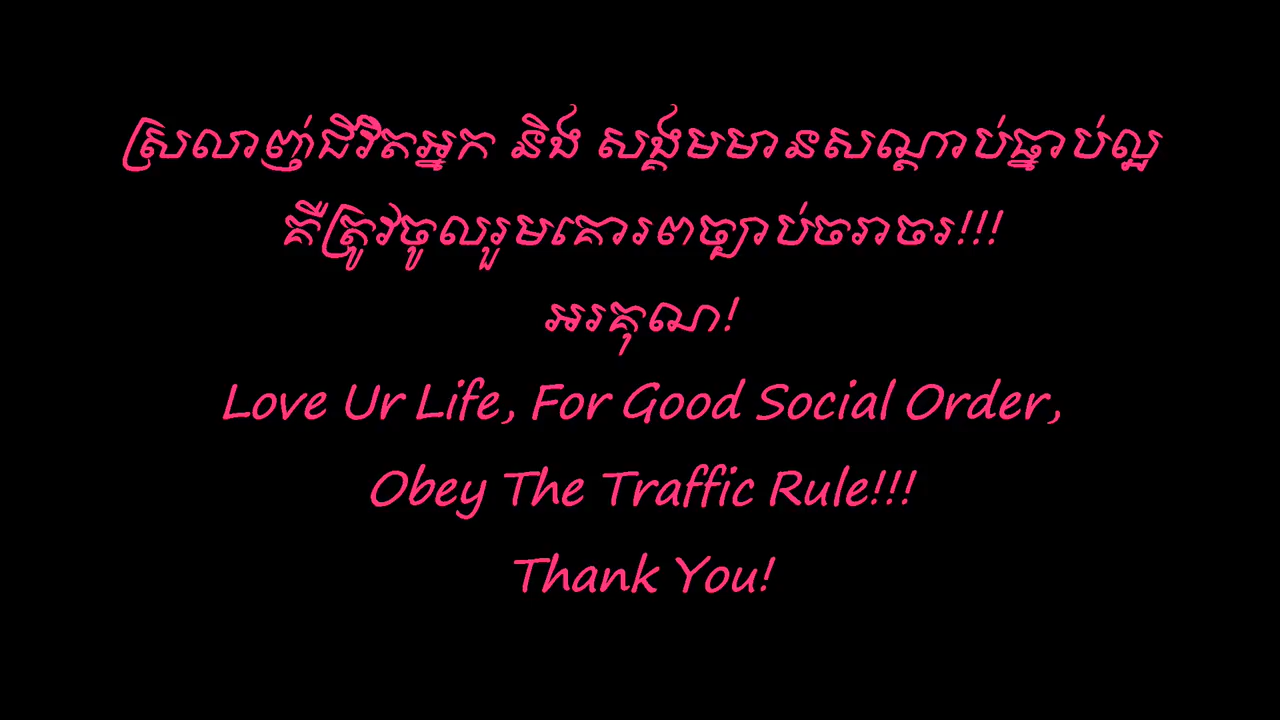 ស្រលាញ់ជីវិតអ្នក និង សង្គមមានសណ្តាប់ធ្នាប់ល្អ
គឺត្រូវចូលរួមគោរពច្បាប់ចរាចរ!!!
អរគុណ!
Love Ur Life, For Good Social Order,
Obey The Traffic Rule!!!
Thank You!